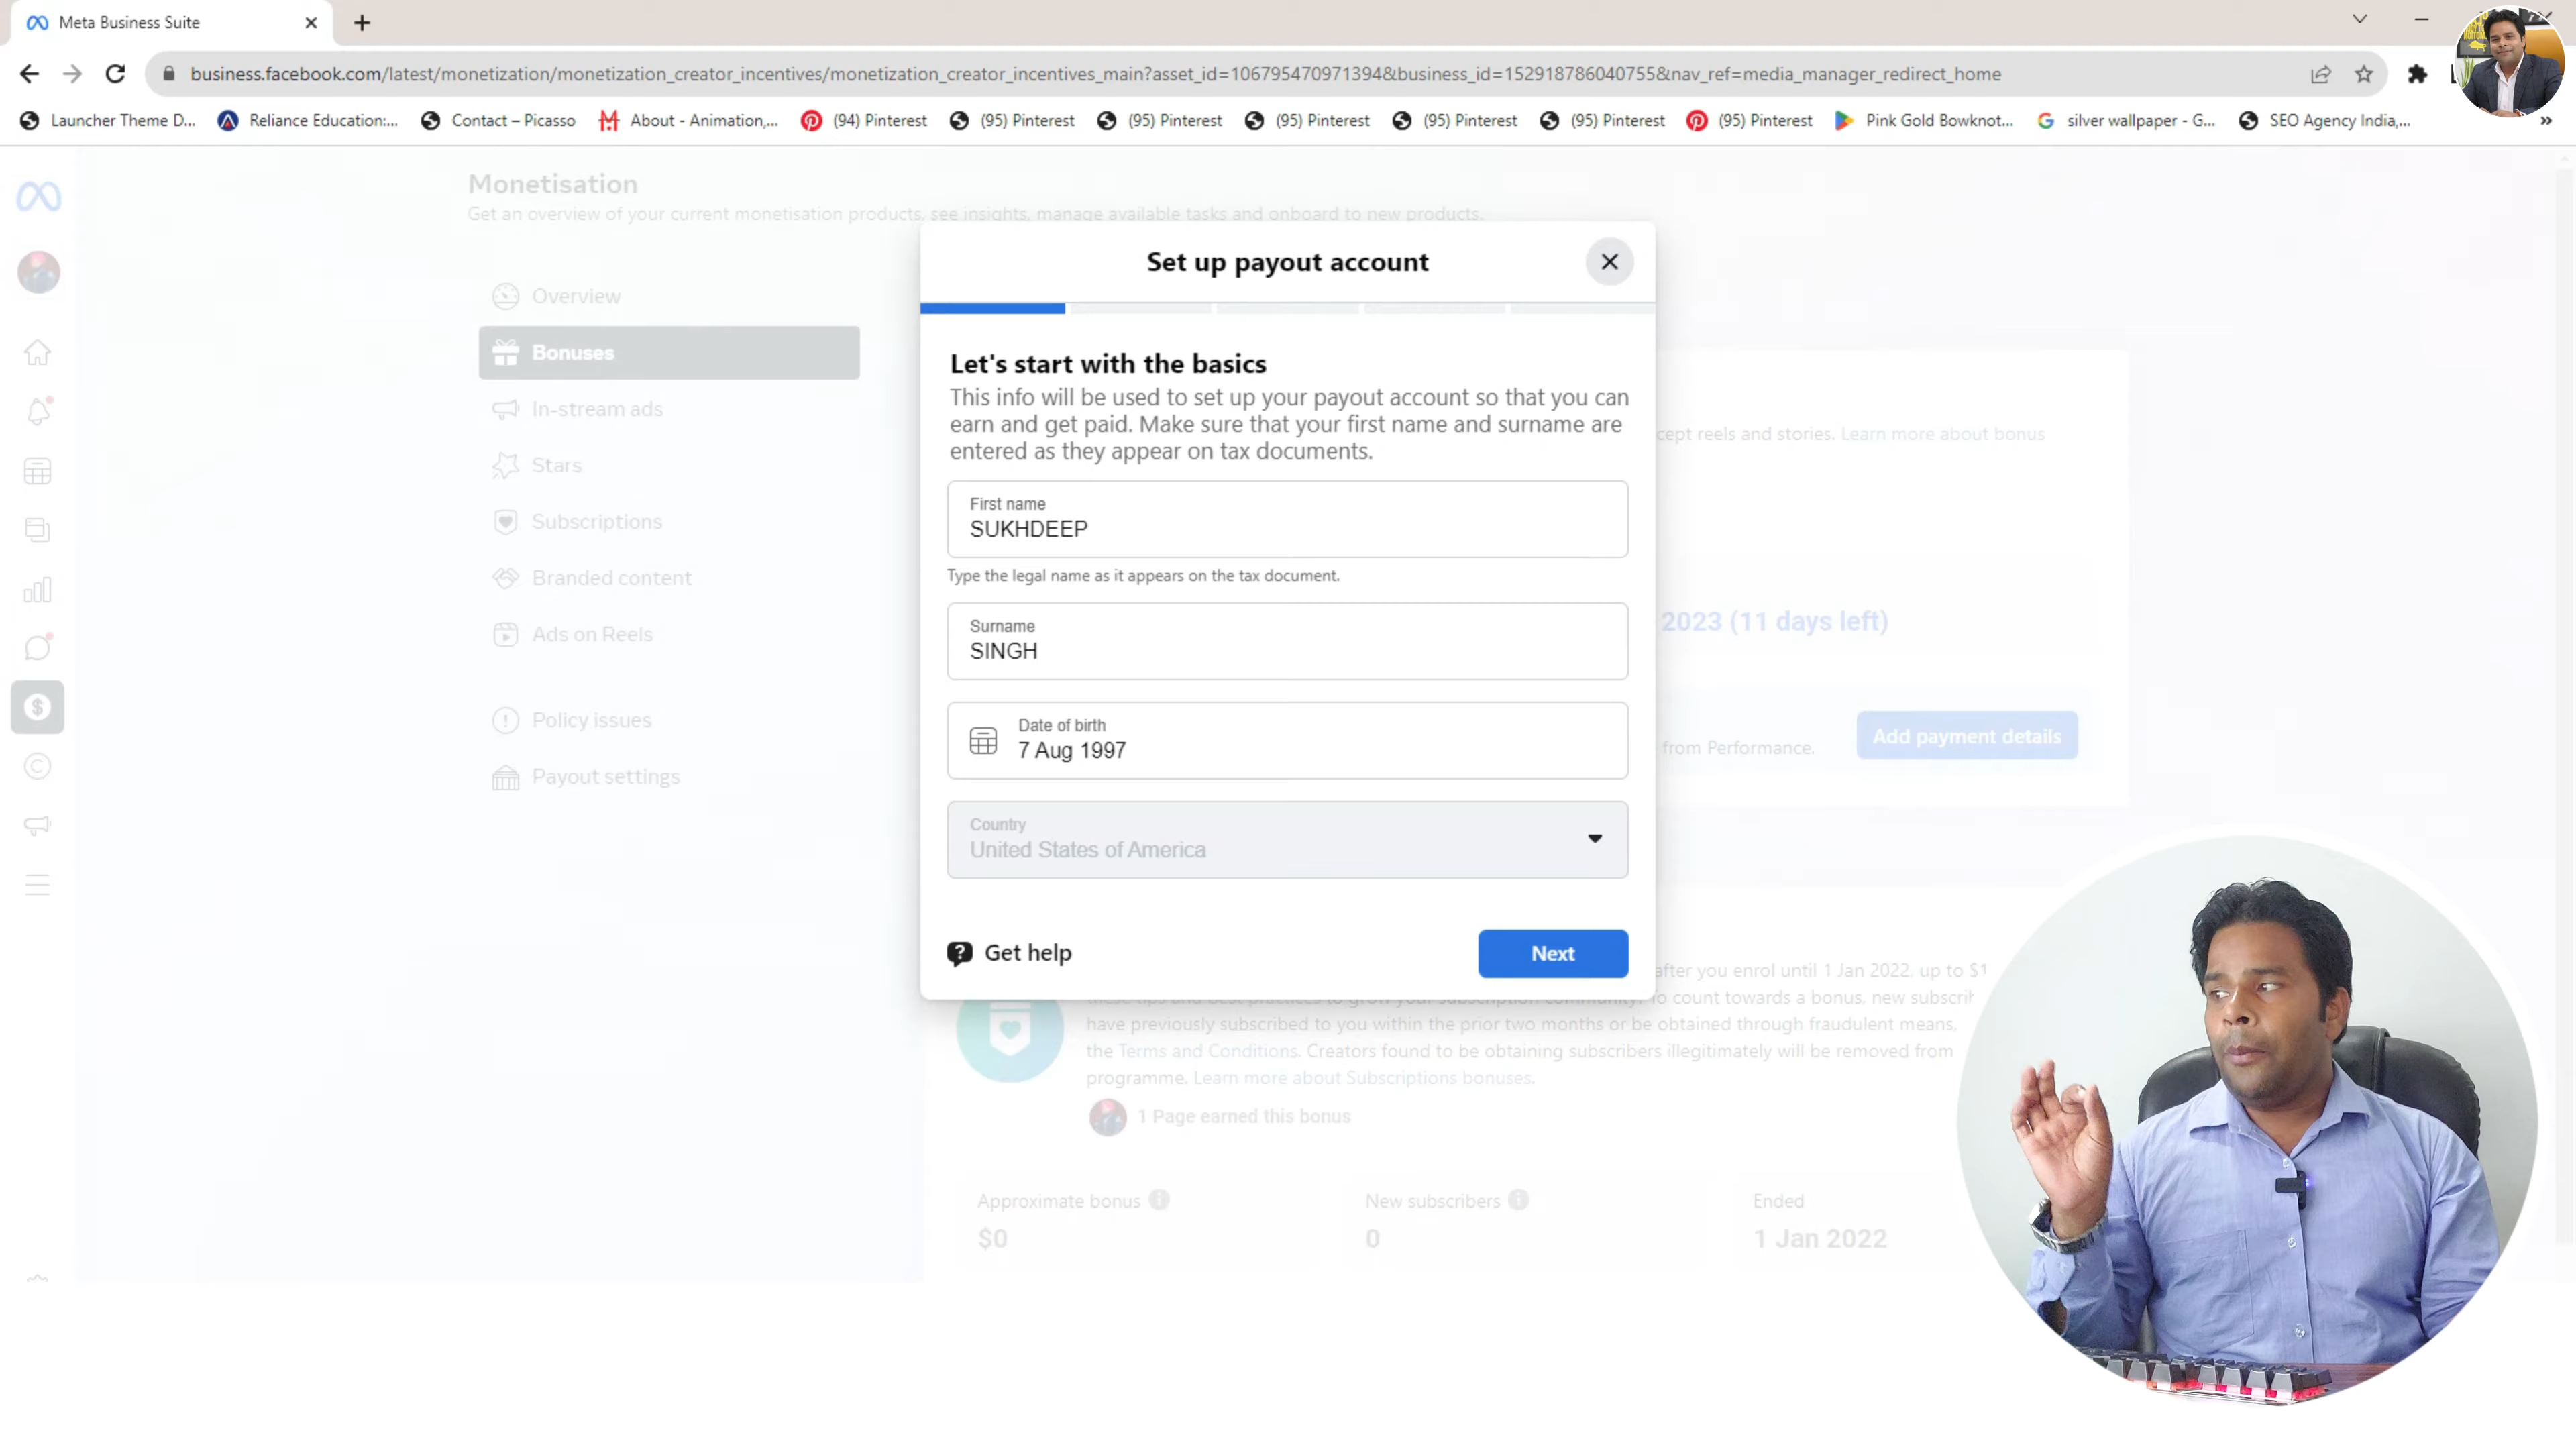 Meta Business Suite
business.facebook.com/latest/monetization/monetization_creator_incentives/monetization_creator_incentives_main?asset_id=106795470971394&business_id=152918786040755&nav_ref=media_manager_redirect_home
Launcher Theme D... Reliance Education:... Contact – Picasso About - Animation,... (94) Pinterest (95) Pinterest (95) Pinterest (95) Pinterest (95) Pinterest (95) Pinterest (95) Pinterest Pink Gold Bowknot... silver wallpaper - G... SEO Agency India,...
Monetisation
Get an overview of your current monetisation products, see insights, manage available tasks and onboard to new products.
Overview
Bonuses
In-stream ads
Stars
Subscriptions
Branded content
Ads on Reels
Policy issues
Payout settings
Set up payout account
Let's start with the basics
This info will be used to set up your payout account so that you can
earn and get paid. Make sure that your first name and surname are
entered as they appear on tax documents.
First name
SUKHDEEP
Type the legal name as it appears on the tax document.
Surname
SINGH
Date of birth
7 Aug 1997
Country
United States of America
Get help
Next
cept reels and stories. Learn more about bonus
2023 (11 days left)
from Performance.
Add payment details
after you enrol until 1 Jan 2022, up to $1
these tips and best practices to grow your subscription community. To count towards a bonus, new subscrib
have previously subscribed to you within the prior two months or be obtained through fraudulent means,
the Terms and Conditions. Creators found to be obtaining subscribers illegitimately will be removed from
programme. Learn more about Subscriptions bonuses.
1 Page earned this bonus
Approximate bonus
$0
New subscribers
0
Ended
1 Jan 2022